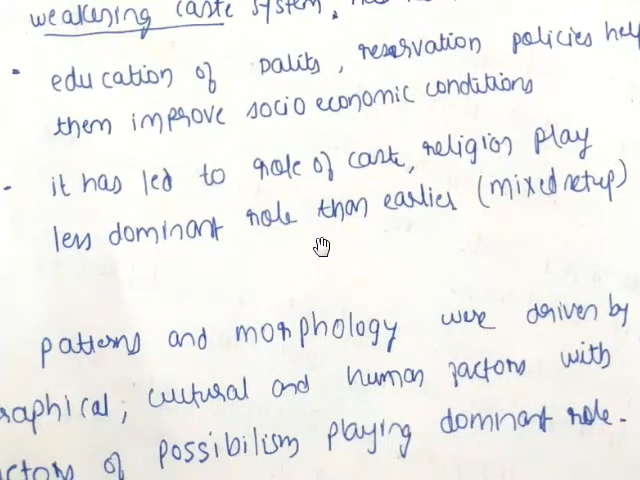 weakening caste system,
• education of Dalits, reservation policies help
them improve socio economic conditions
- it has led to role of caste, religion play
less dominant role than earlier (mixed setup)
patterns and morphology were driven by
raphical, cultural and human factors with
ctors of possibilism playing dominant role.